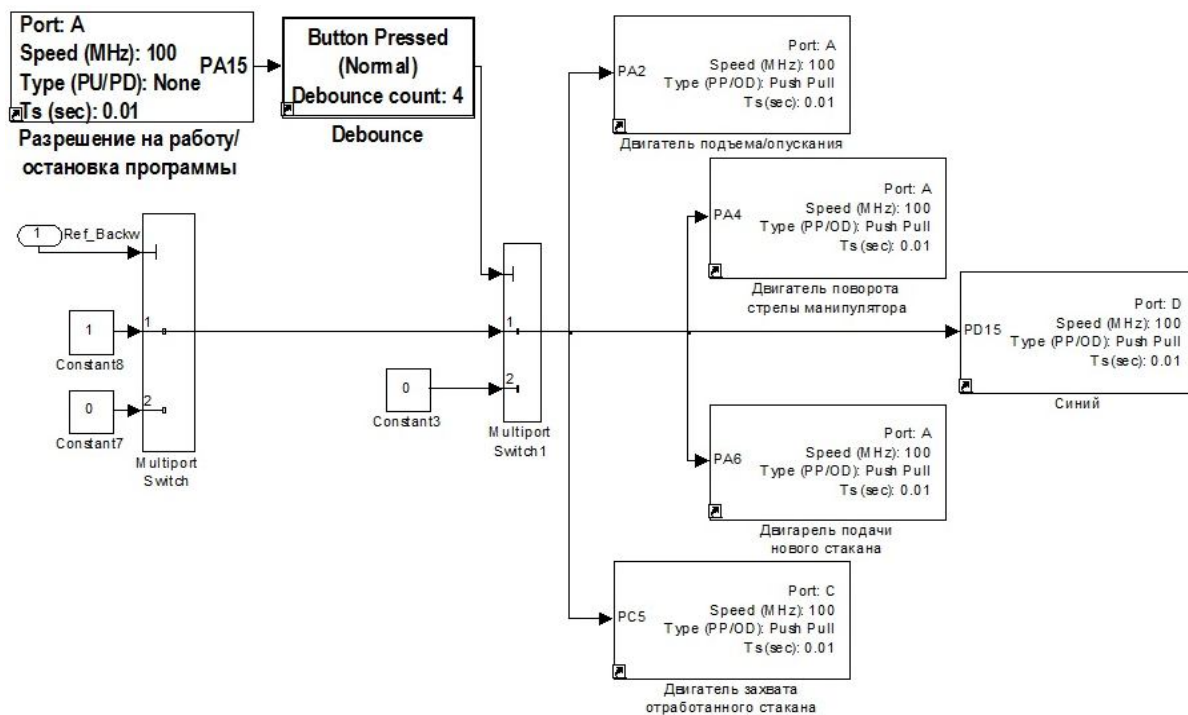 Port: A
Speed (MHz): 100
Type (PU/PD): None
Ts (sec): 0.01
PA15
Разрешение на работу/
остановка программы
Button Pressed
(Normal)
Debounce count: 4
Debounce
Port: A
Speed (MHz): 100
PA2
Type (PP/OD): Push Pull
Ts (sec): 0.01
Двигатель подъема/опускания
Port: A
Speed (MHz): 100
PA4
Type (PP/OD): Push Pull
Ts (sec): 0.01
Двигатель поворота
стрелы манипулятора
1
Ref_Backw
1
1
Constant8
0
2
Constant7
Multiport
Switch
0
Constant3
1
2
Multiport
Switch1
Port: D
Speed (MHz): 100
PD15
Type (PP/OD): Push Pull
Ts (sec): 0.01
Синий
Port: A
Speed (MHz): 100
PA6
Type (PP/OD): Push Pull
Ts (sec): 0.01
Двигарель подачи
нового стакана
Port: C
Speed (MHz): 100
PC5
Type (PP/OD): Push Pull
Ts (sec): 0.01
Двигатель захвата
отработанного стакана